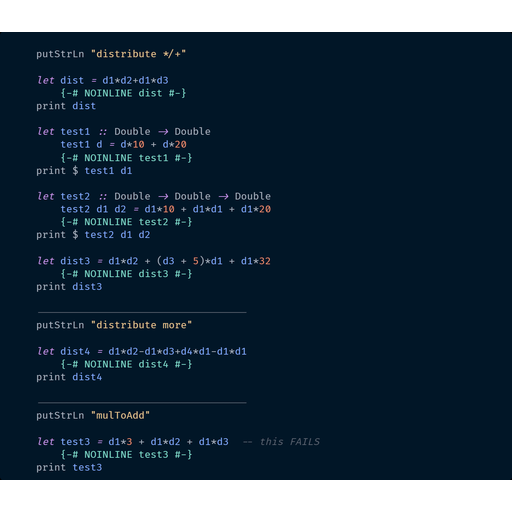 putStrLn "distribute */+"
let dist = d1*d2+d1*d3
    {-# NOINLINE dist #-}
print dist
let test1 :: Double -> Double
    test1 d = d*10 + d*20
    {-# NOINLINE test1 #-}
print $ test1 d1
let test2 :: Double -> Double -> Double
    test2 d1 d2 = d1*10 + d1*d1 + d1*20
    {-# NOINLINE test2 #-}
print $ test2 d1 d2
let dist3 = d1*d2 + (d3 + 5)*d1 + d1*32
    {-# NOINLINE dist3 #-}
print dist3
-----------------------------------
putStrLn "distribute more"
let dist4 = d1*d2-d1*d3+d4*d1-d1*d1
    {-# NOINLINE dist4 #-}
print dist4
-----------------------------------
putStrLn "mulToAdd"
let test3 = d1*3 + d1*d2 + d1*d3  -- this FAILS
    {-# NOINLINE test3 #-}
print test3